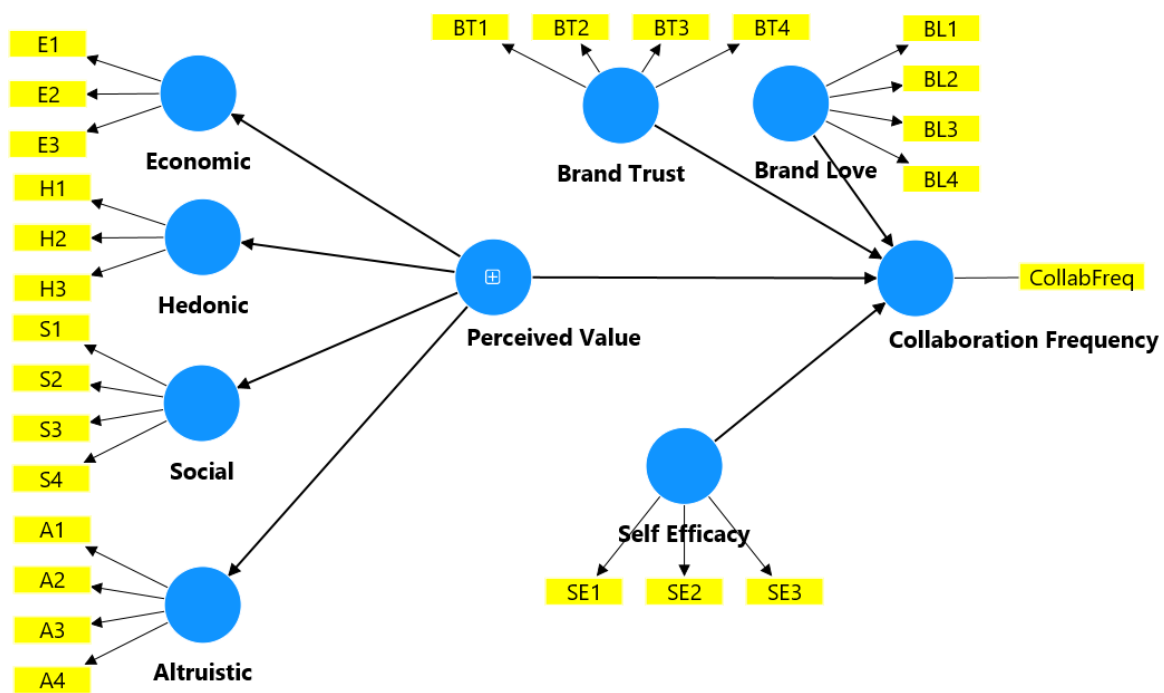 E1
E2
E3
Economic
H1
H2
H3
Hedonic
S1
S2
S3
S4
Social
A1
A2
A3
A4
Altruistic
Perceived Value
BT1
BT2
BT3
BT4
Brand Trust
BL1
BL2
BL3
BL4
Brand Love
CollabFreq
Collaboration Frequency
Self Efficacy
SE1
SE2
SE3